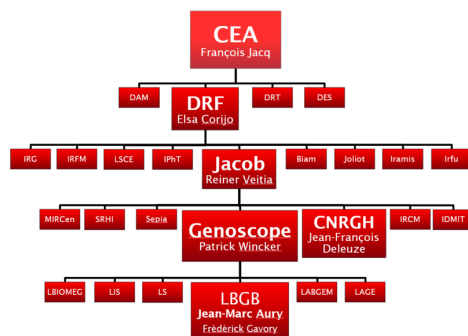 CEA
François Jacq
DAM
DRF
Elsa Corijo
DRT
DES
IRG
IRFM
LSCE
IPhT
Jacob
Reiner Veitia
Biam
Joliot
Iramis
Irfu
MIRCen
SRHI
Sepia
Genoscope
Patrick Wincker
CNRGH
Jean-François
Deleuze
IRCM
IDMIT
LBIOMEG
LIS
LS
LBGB
Jean-Marc Aury
Frèdèrick Gavory
LABGEM
LAGE